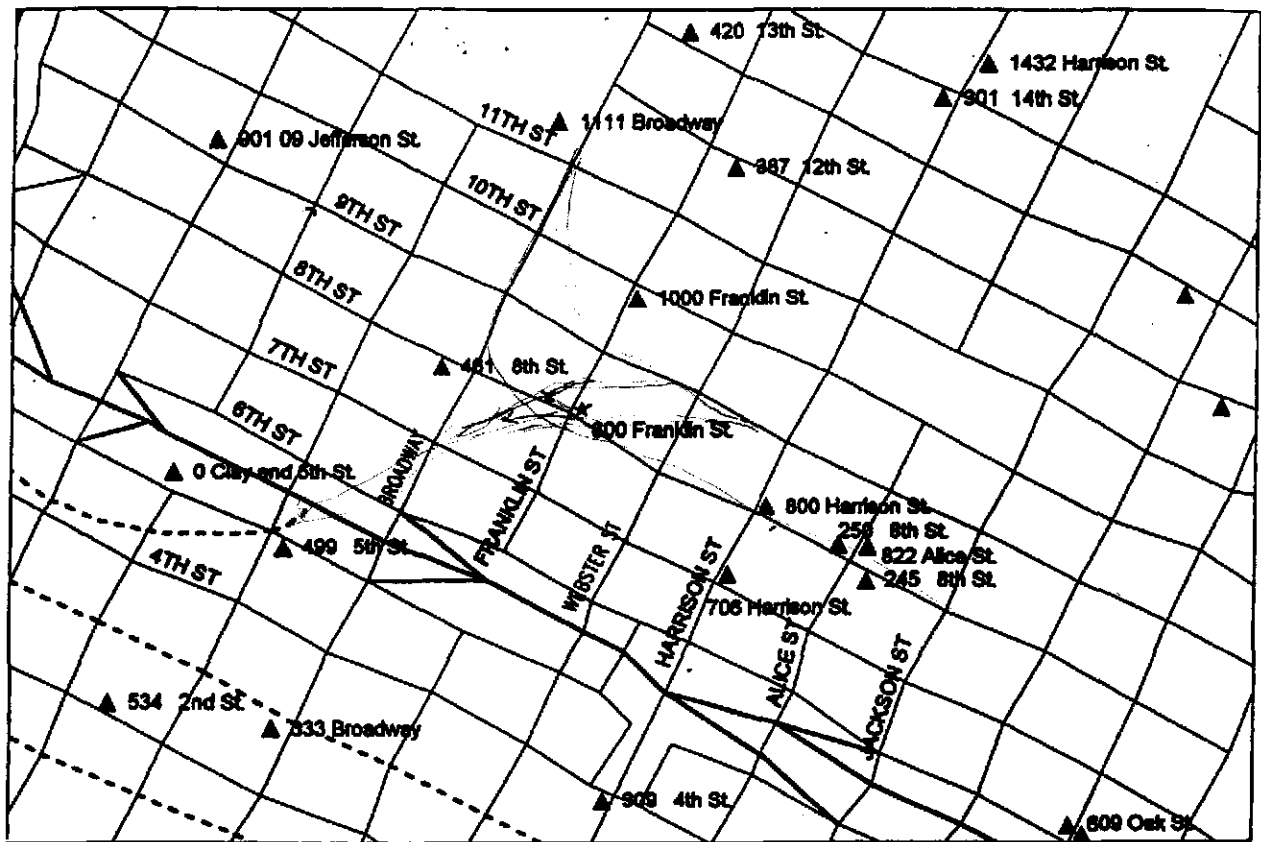 420 13th St.
1432 Harrison St.
301 14th St.
11TH ST
1111 Broadway
901 09 Jefferson St.
387 12th St.
10TH ST
9TH ST
8TH ST
1000 Franklin St.
7TH ST
461 8th St.
800 Franklin St.
6TH ST
BROADWAY
0 Clay and 5th St.
FRANKLIN ST
800 Harrison St.
250 8th St.
499 5th St.
822 Alice St.
4TH ST
WEBSTER ST
245 8th St.
HARRISON ST
706 Harrison St.
ALICE ST
JACKSON ST
534 2nd St.
333 Broadway
309 4th St.
609 Oak St.